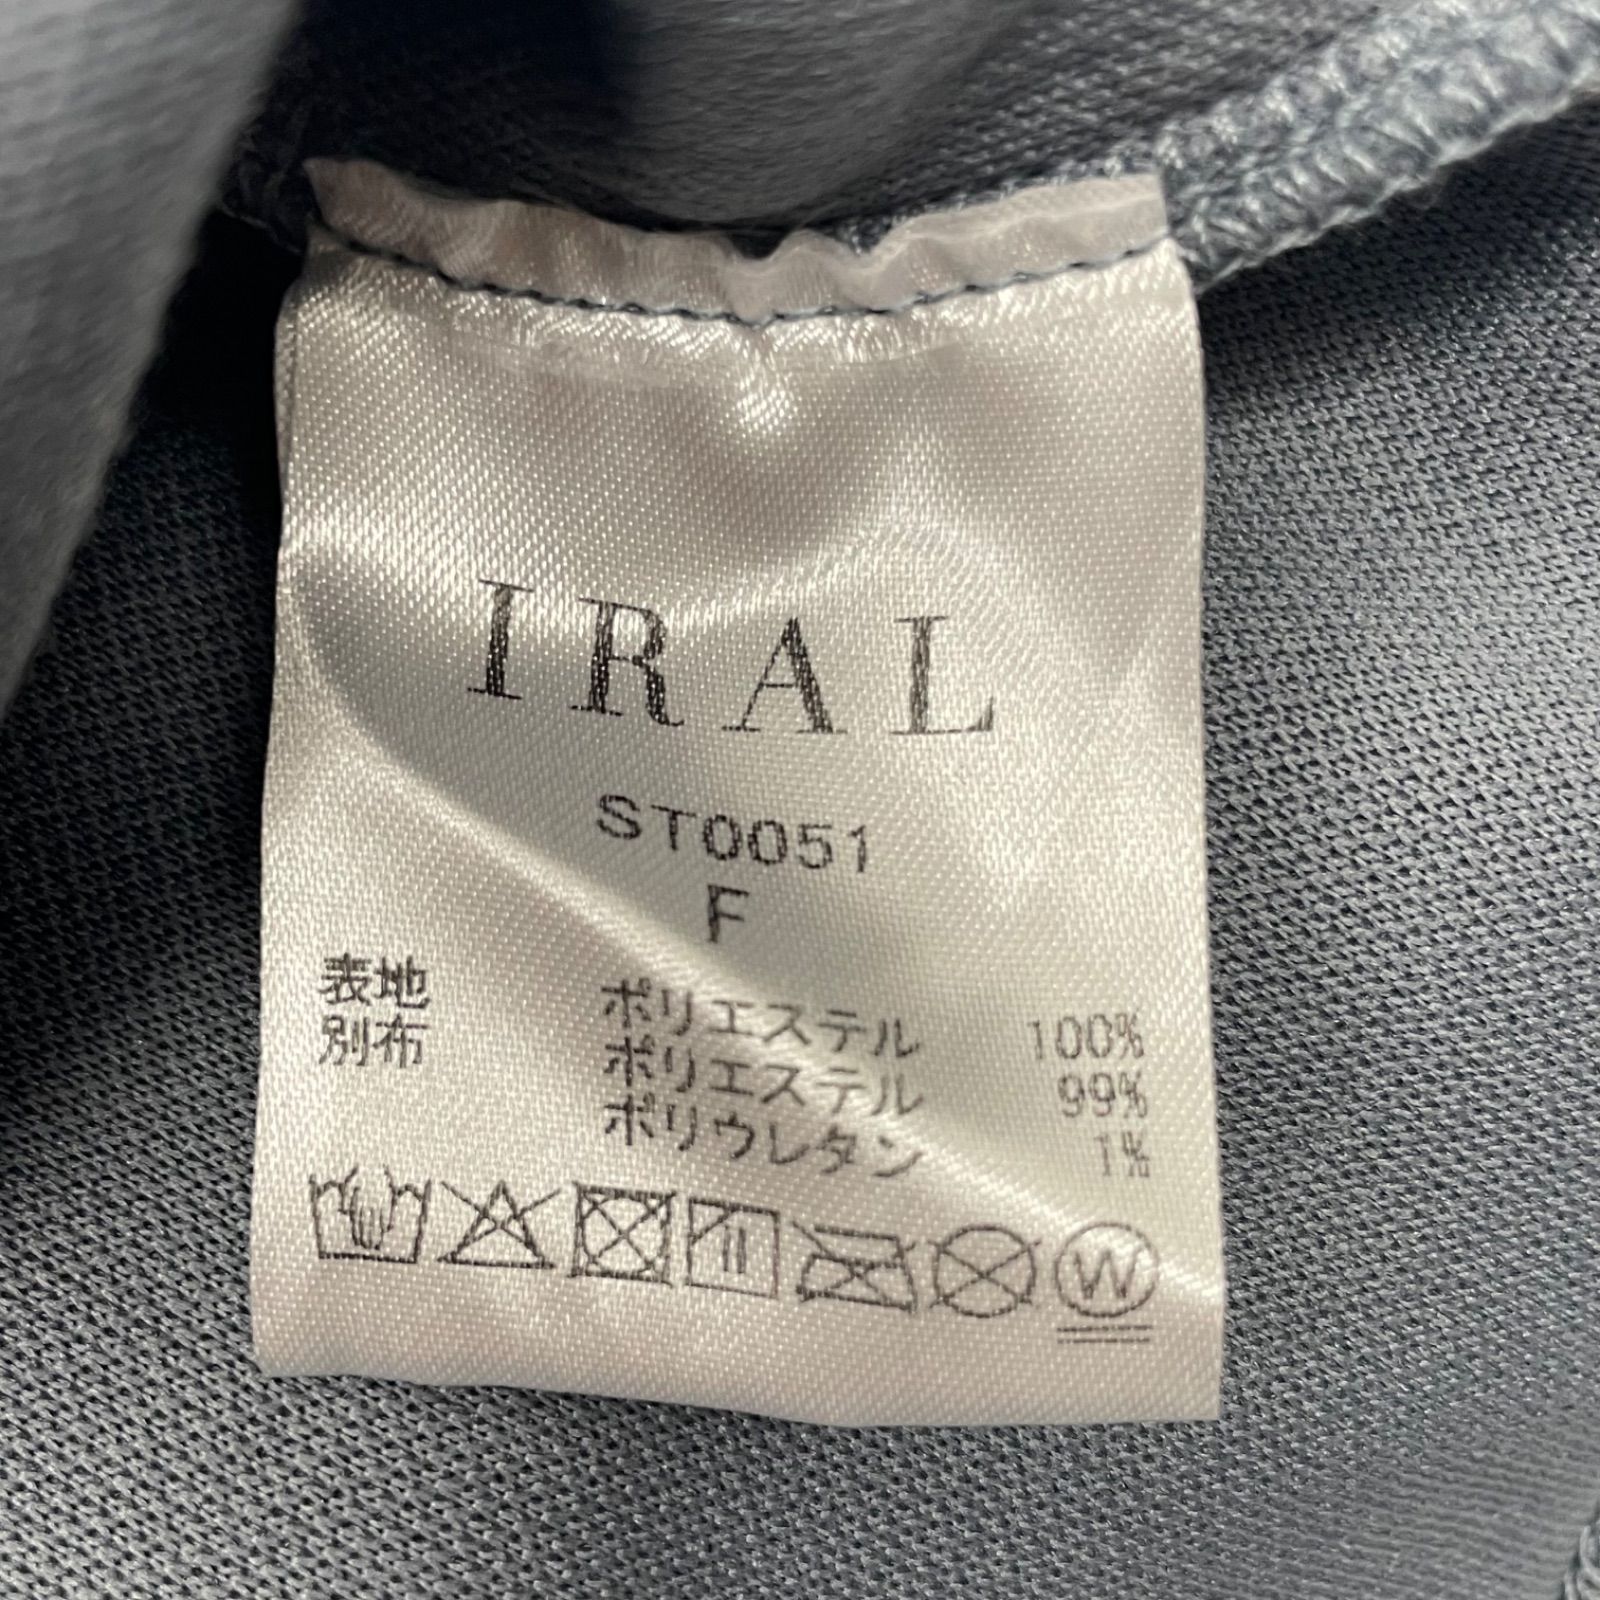 IRAL
ST0051
F
表地 ポリエステル 100%
別布 ポリエステル 99%
ポリウレタン 1%
W